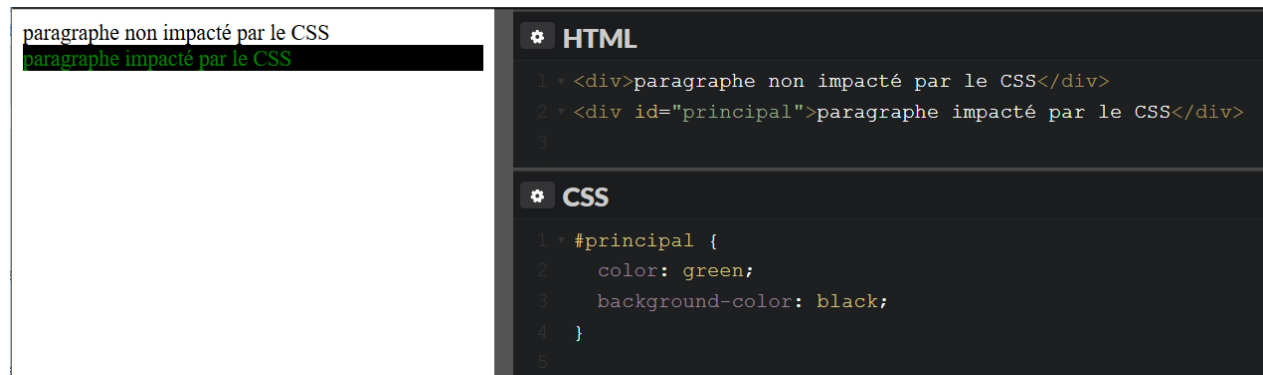 paragraphe non impacté par le CSS
paragraphe impacté par le CSS
HTML
1 <div>paragraphe non impacté par le CSS</div>
2 <div id="principal">paragraphe impacté par le CSS</div>
3
CSS
1 #principal {
2 color: green;
3 background-color: black;
4 }
5